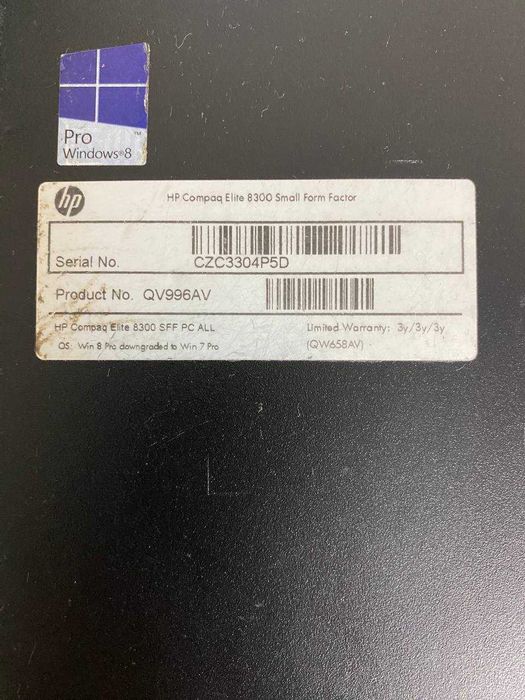 Pro
Windows®8
™
hp
HP Compaq Elite 8300 Small Form Factor
Serial No.
CZC3304P5D
Product No. QV996AV
HP Compaq Elite 8300 SFF PC ALL
Limited Warranty: 3y/3y/3y
OS: Win 8 Pro downgraded to Win 7 Pro
(QW658AV)